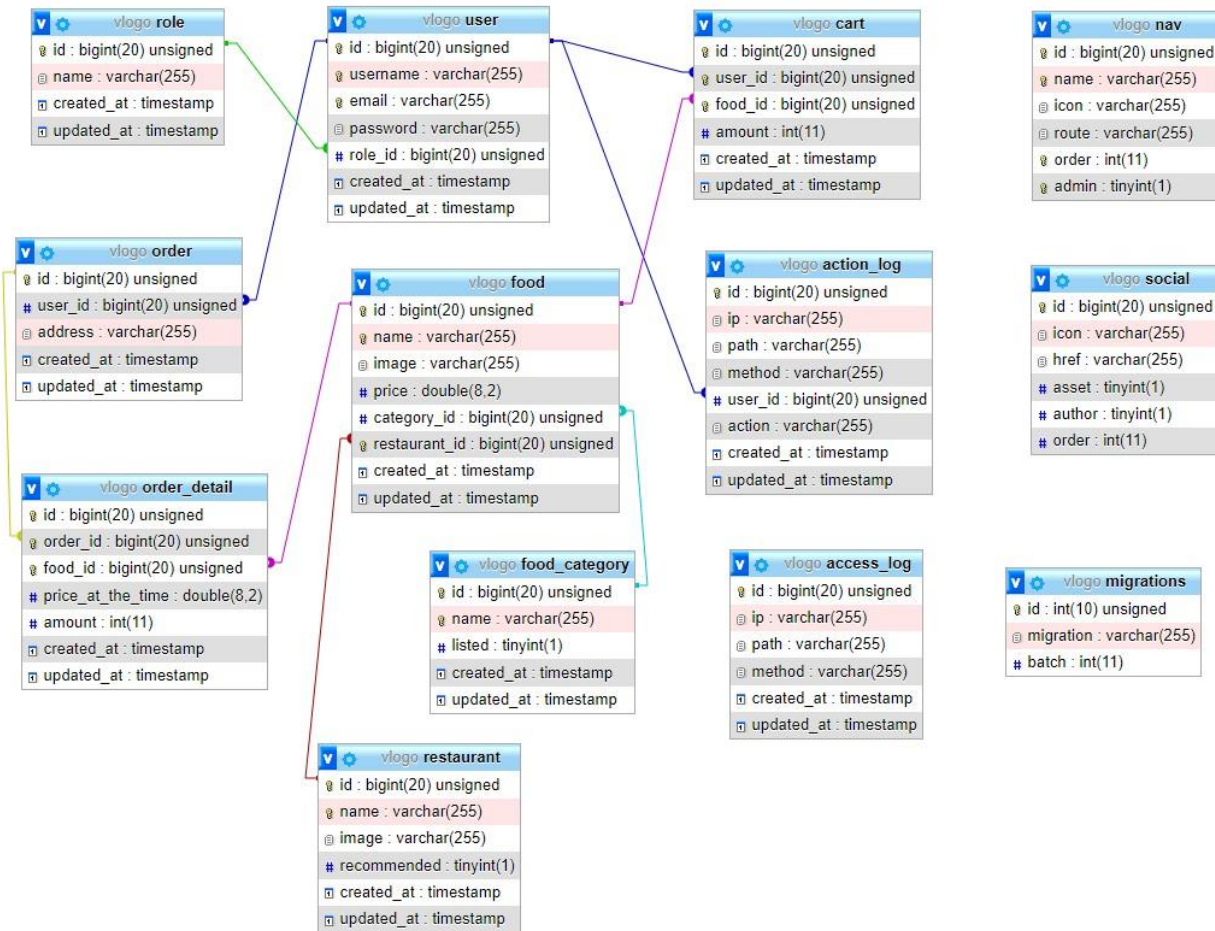 vlogo role
id : bigint(20) unsigned
name : varchar(255)
created_at : timestamp
updated_at : timestamp
vlogo user
id : bigint(20) unsigned
username : varchar(255)
email : varchar(255)
password : varchar(255)
role_id : bigint(20) unsigned
created_at : timestamp
updated_at : timestamp
vlogo cart
id : bigint(20) unsigned
user_id : bigint(20) unsigned
food_id : bigint(20) unsigned
amount : int(11)
created_at : timestamp
updated_at : timestamp
vlogo nav
id : bigint(20) unsigned
name : varchar(255)
icon : varchar(255)
route : varchar(255)
order : int(11)
admin : tinyint(1)
vlogo order
id : bigint(20) unsigned
user_id : bigint(20) unsigned
address : varchar(255)
created_at : timestamp
updated_at : timestamp
vlogo food
id : bigint(20) unsigned
name : varchar(255)
image : varchar(255)
price : double(8,2)
category_id : bigint(20) unsigned
restaurant_id : bigint(20) unsigned
created_at : timestamp
updated_at : timestamp
vlogo action_log
id : bigint(20) unsigned
ip : varchar(255)
path : varchar(255)
method : varchar(255)
user_id : bigint(20) unsigned
action : varchar(255)
created_at : timestamp
updated_at : timestamp
vlogo social
id : bigint(20) unsigned
icon : varchar(255)
href : varchar(255)
asset : tinyint(1)
author : tinyint(1)
order : int(11)
vlogo order_detail
id : bigint(20) unsigned
order_id : bigint(20) unsigned
food_id : bigint(20) unsigned
price_at_the_time : double(8,2)
amount : int(11)
created_at : timestamp
updated_at : timestamp
vlogo food_category
id : bigint(20) unsigned
name : varchar(255)
listed : tinyint(1)
created_at : timestamp
updated_at : timestamp
vlogo access_log
id : bigint(20) unsigned
ip : varchar(255)
path : varchar(255)
method : varchar(255)
created_at : timestamp
updated_at : timestamp
vlogo migrations
id : int(10) unsigned
migration : varchar(255)
batch : int(11)
vlogo restaurant
id : bigint(20) unsigned
name : varchar(255)
image : varchar(255)
recommended : tinyint(1)
created_at : timestamp
updated_at : timestamp